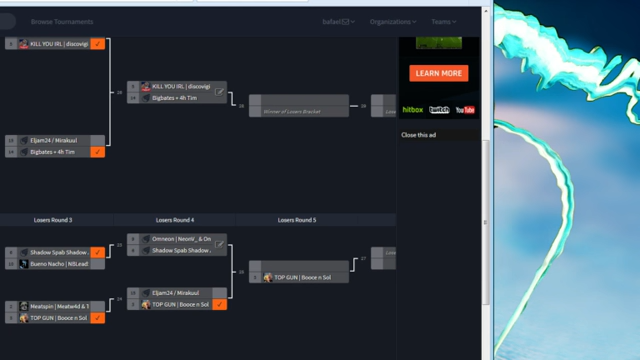 Browse Tournaments
ballael
Organizations
Teams
KILL YOU IRL | discovigi
KILL YOU IRL | discovigi
Bigbates + 4h Tim
Winner of Losers Bracket
Eljam24 / Mirakuul
Bigbates + 4h Tim
LEARN MORE
hitbox
twitch
YouTube
Close this ad
Losers Round 3
Losers Round 4
Losers Round 5
Shadow Spab Shadow .
Bueno Nacho | NSLead
Omneon | NeonV_ & On
Shadow Spab Shadow .
TOP GUN | Booce n Sol
Meatspin | Meatw4d & T
TOP GUN | Booce n Sol
Eljam24 / Mirakuul
TOP GUN | Booce n Sol